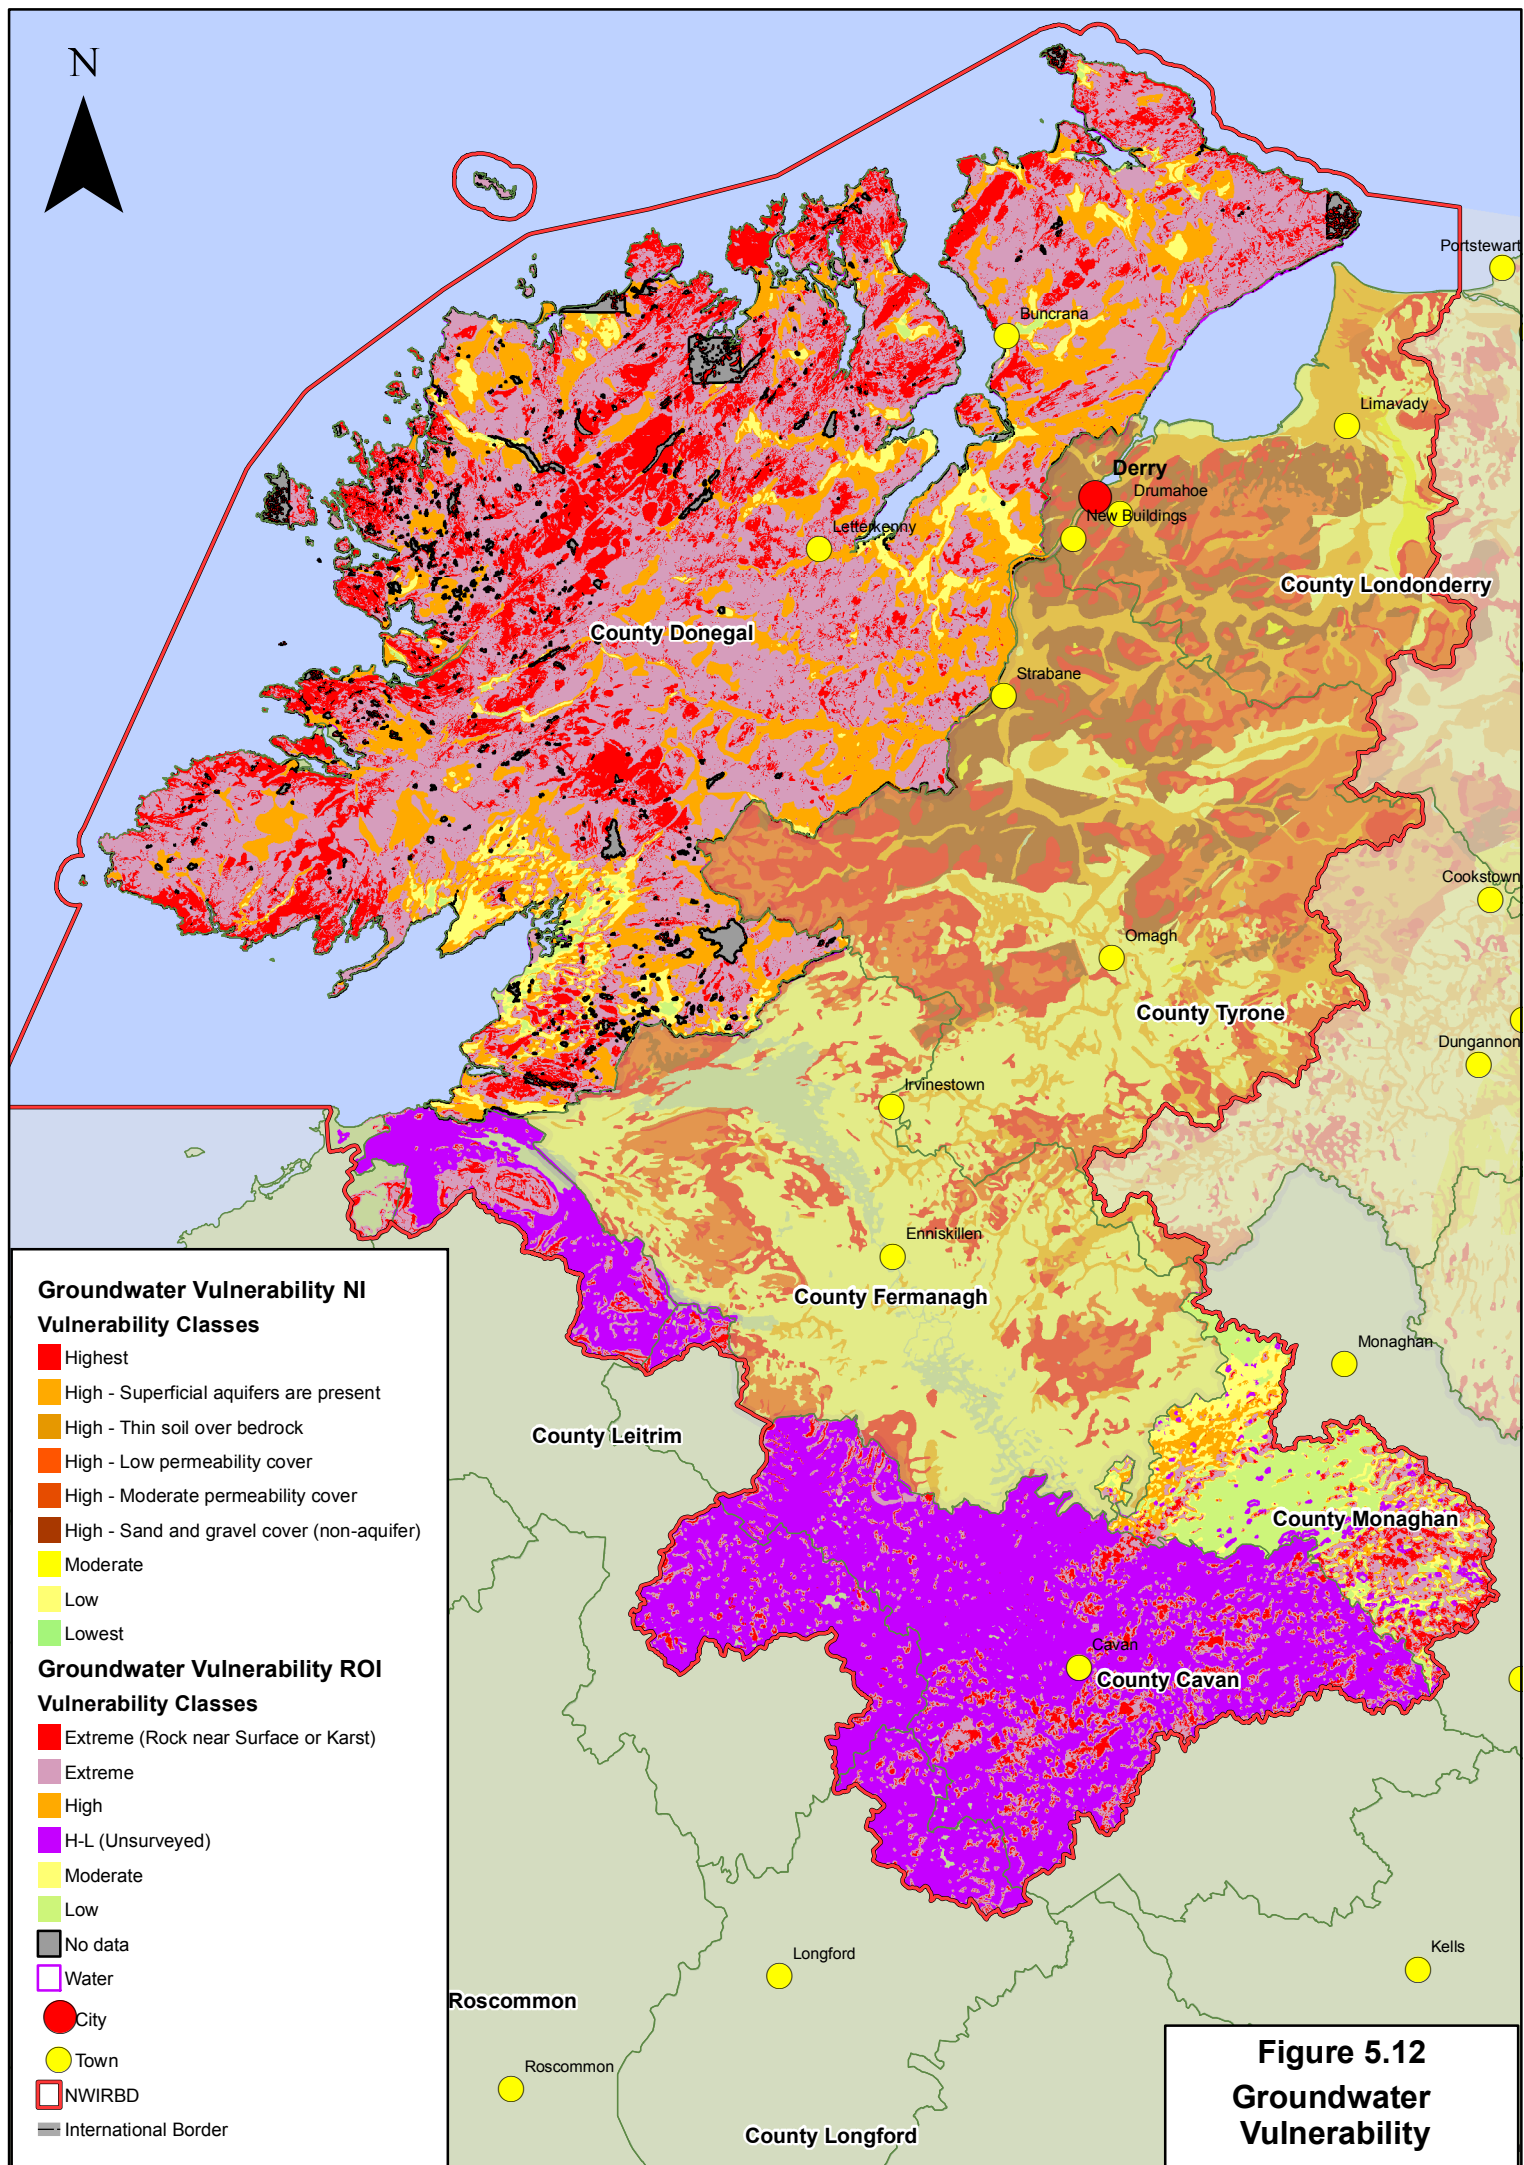 N
Portstewart
Buncrana
Limavady
Derry
Drumahoe
New Buildings
Letterkenny
County Londonderry
County Donegal
Strabane
Cookstown
Omagh
County Tyrone
Dungannon
Irvinestown
Enniskillen
County Fermanagh
Monaghan
County Leitrim
County Monaghan
Cavan
County Cavan
Longford
Kells
Roscommon
Roscommon
County Longford
Groundwater Vulnerability NI
Vulnerability Classes
Highest
High - Superficial aquifers are present
High - Thin soil over bedrock
High - Low permeability cover
High - Moderate permeability cover
High - Sand and gravel cover (non-aquifer)
Moderate
Low
Lowest
Groundwater Vulnerability ROI
Vulnerability Classes
Extreme (Rock near Surface or Karst)
Extreme
High
H-L (Unsurveyed)
Moderate
Low
No data
Water
City
Town
NWIRBD
International Border
Figure 5.12
Groundwater
Vulnerability